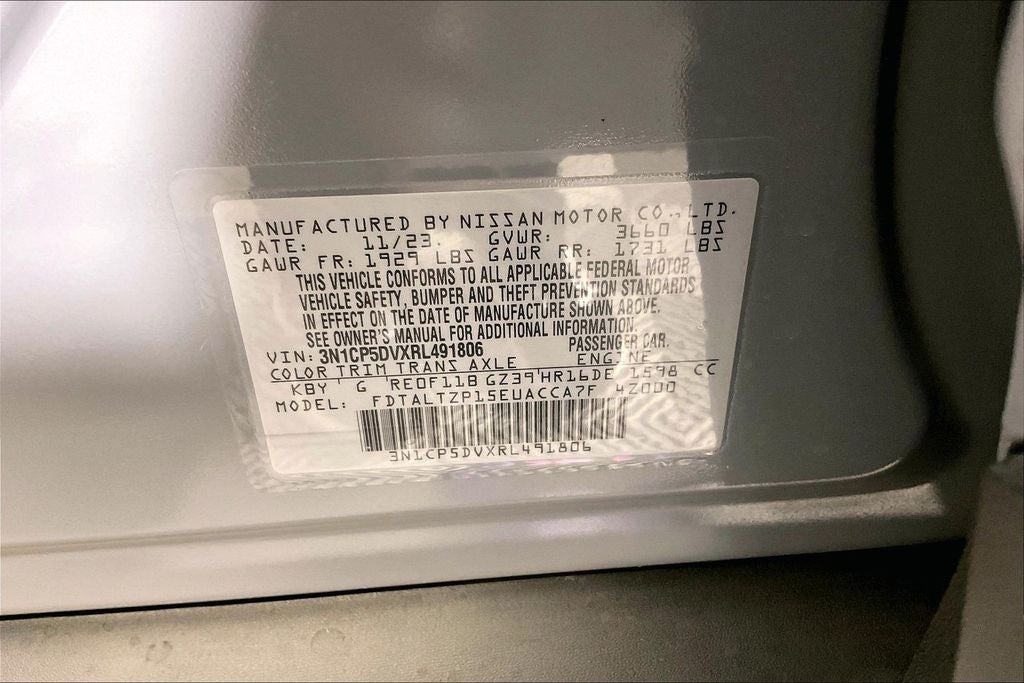 MANUFACTURED BY NISSAN MOTOR CO., LTD.
DATE: 11/23. GVWR: 3660 LBS
GAWR FR: 1929 LBS GAWR RR: 1731 LBS
THIS VEHICLE CONFORMS TO ALL APPLICABLE FEDERAL MOTOR
VEHICLE SAFETY, BUMPER AND THEFT PREVENTION STANDARDS
IN EFFECT ON THE DATE OF MANUFACTURE SHOWN ABOVE.
SEE OWNER'S MANUAL FOR ADDITIONAL INFORMATION.
VIN: 3N1CP5DVXRL491806 PASSENGER CAR.
COLOR TRIM TRANS AXLE ENGINE
KBY G RE0F11B GZ39 HR16DE 1598 CC
MODEL: FDTALTZP15EUACCA7F 4Z000
3N1CP5DVXRL491806